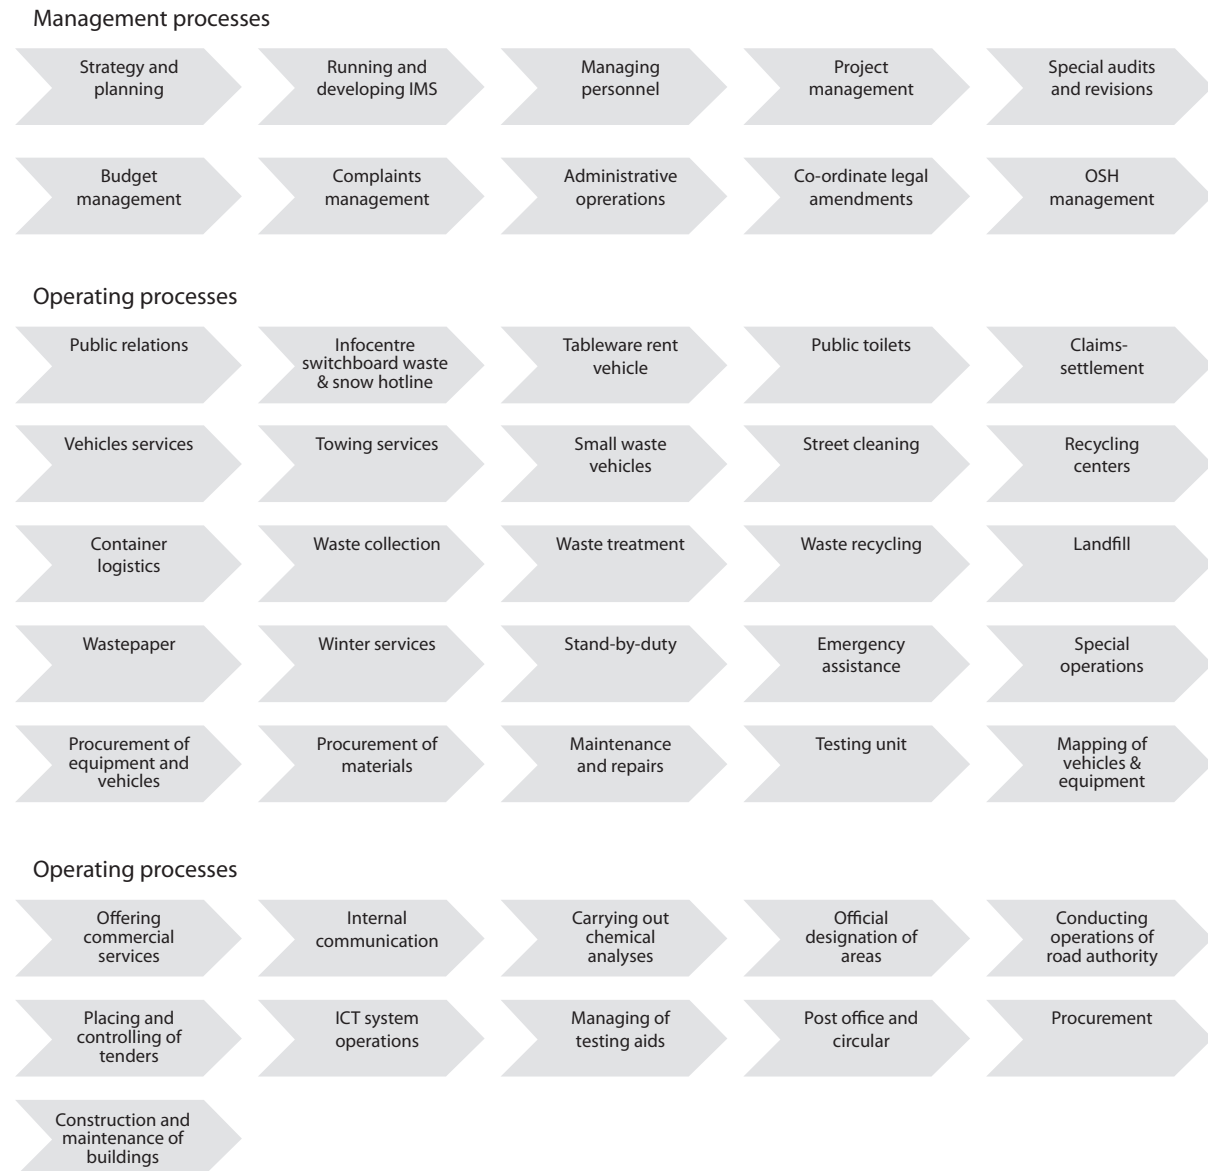 Management processes
Strategy and
planning
Running and
developing IMS
Managing
personnel
Project
management
Special audits
and revisions
Budget
management
Complaints
management
Administrative
oprerations
Co-ordinate legal
amendments
OSH
management
Operating processes
Public relations
Infocentre
switchboard waste
& snow hotline
Tableware rent
vehicle
Public toilets
Claims-
settlement
Vehicles services
Towing services
Small waste
vehicles
Street cleaning
Recycling
centers
Container
logistics
Waste collection
Waste treatment
Waste recycling
Landfill
Wastepaper
Winter services
Stand-by-duty
Emergency
assistance
Special
operations
Procurement of
equipment and
vehicles
Procurement of
materials
Maintenance
and repairs
Testing unit
Mapping of
vehicles &
equipment
Operating processes
Offering
commercial
services
Internal
communication
Carrying out
chemical
analyses
Official
designation of
areas
Conducting
operations of
road authority
Placing and
controlling of
tenders
ICT system
operations
Managing of
testing aids
Post office and
circular
Procurement
Construction and
maintenance of
buildings